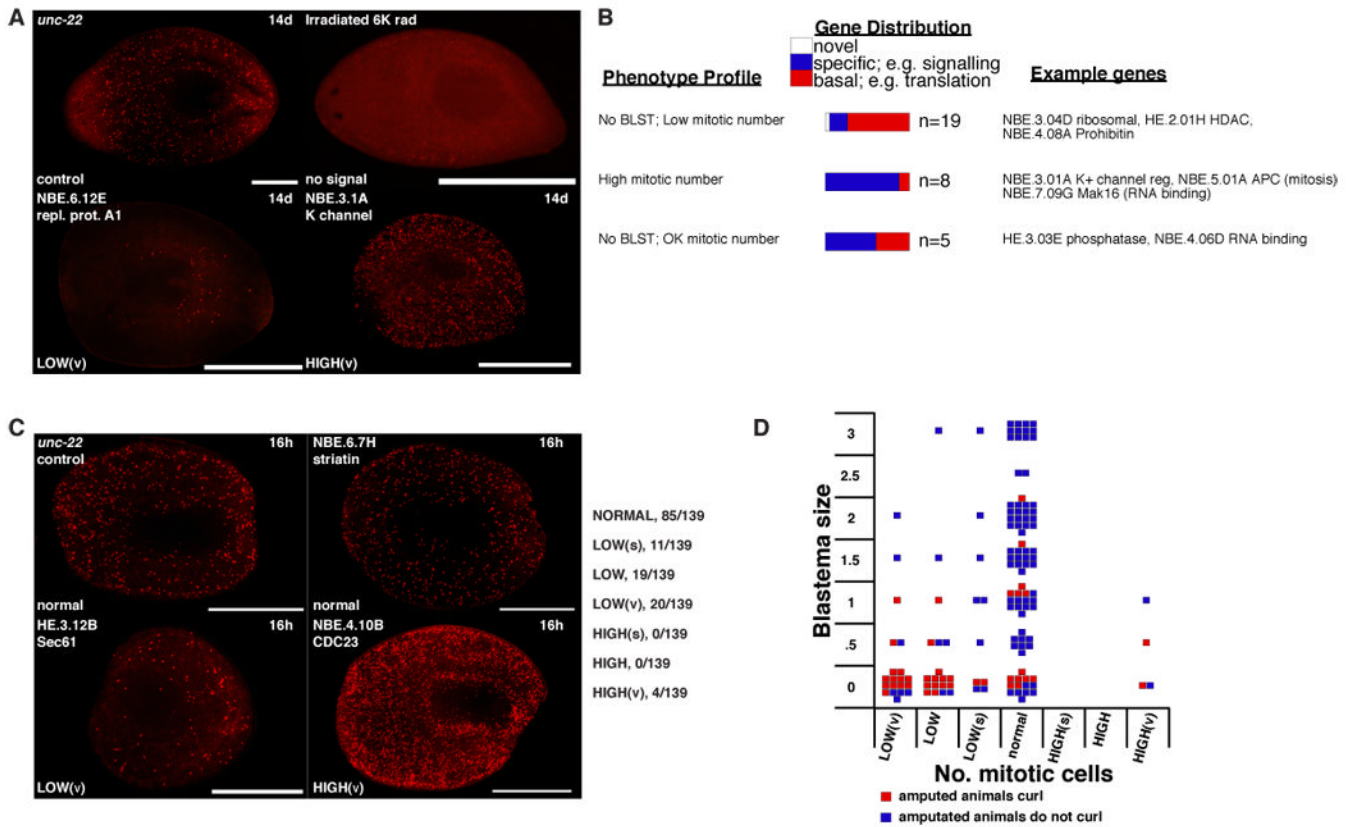 A
unc-22
14d
Irradiated 6K rad
control
no signal
NBE.6.12E
14d
NBE.3.1A
14d
repl. prot. A1
K channel
LOW(v)
HIGH(v)
B
Gene Distribution
novel
specific; e.g. signalling
basal; e.g. translation
Phenotype Profile
Example genes
No BLST; Low mitotic number
n=19
NBE.3.04D ribosomal, HE.2.01H HDAC,
NBE.4.08A Prohibitin
High mitotic number
n=8
NBE.3.01A K+ channel reg, NBE.5.01A APC (mitosis)
NBE.7.09G Mak16 (RNA binding)
No BLST; OK mitotic number
n=5
HE.3.03E phosphatase, NBE.4.06D RNA binding
C
unc-22
16h
NBE.6.7H
16h
control
striatin
normal
normal
HE.3.12B
16h
NBE.4.10B
16h
Sec61
CDC23
LOW(v)
HIGH(v)
NORMAL, 85/139
LOW(s), 11/139
LOW, 19/139
LOW(v), 20/139
HIGH(s), 0/139
HIGH, 0/139
HIGH(v), 4/139
D
Blastema size
3
2.5
2
1.5
1
.5
0
LOW(v)
LOW
LOW(s)
normal
HIGH(s)
HIGH
HIGH(v)
No. mitotic cells
amputed animals curl
amputated animals do not curl